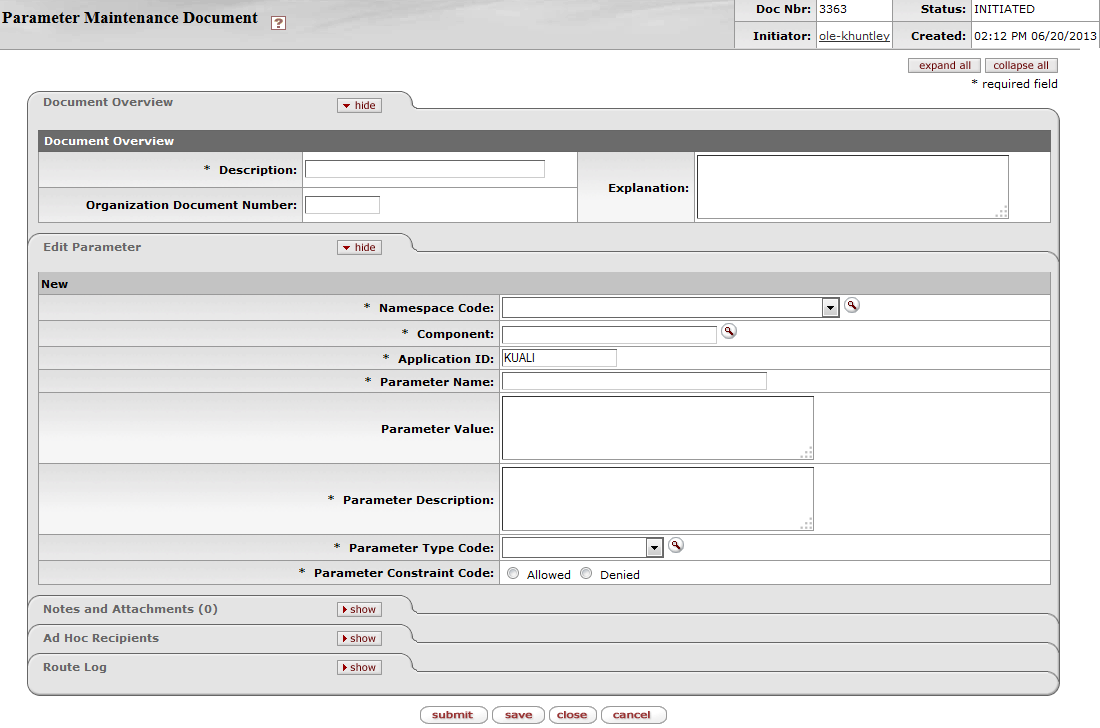 Parameter Maintenance Document ?
Doc Nbr: 3363 Status: INITIATED
Initiator: ole-khuntley Created: 02:12 PM 06/20/2013
expand all collapse all
* required field
Document Overview hide
Document Overview
* Description:
Explanation:
Organization Document Number:
Edit Parameter hide
New
* Namespace Code:
* Component:
* Application ID: KUALI
* Parameter Name:
Parameter Value:
* Parameter Description:
* Parameter Type Code:
* Parameter Constraint Code: Allowed Denied
Notes and Attachments (0) show
Ad Hoc Recipients show
Route Log show
submit save close cancel